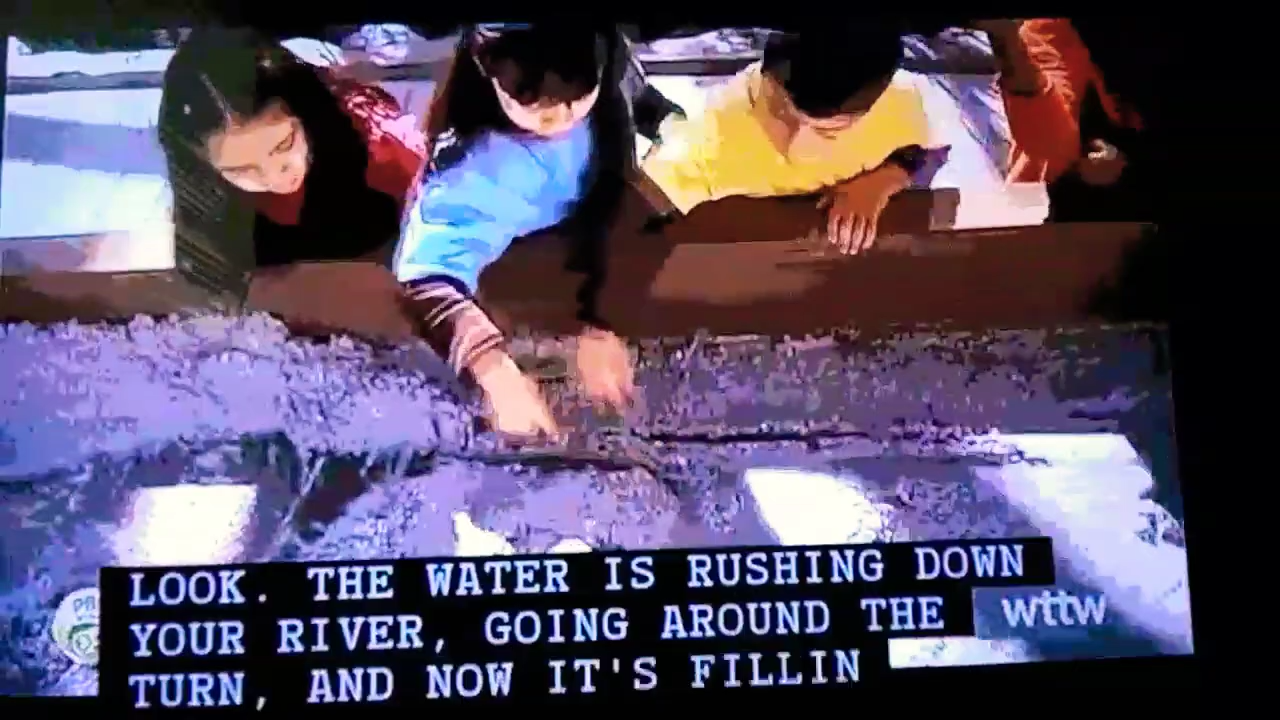 LOOK. THE WATER IS RUSHING DOWN
YOUR RIVER, GOING AROUND THE
TURN, AND NOW IT'S FILLIN
wttw